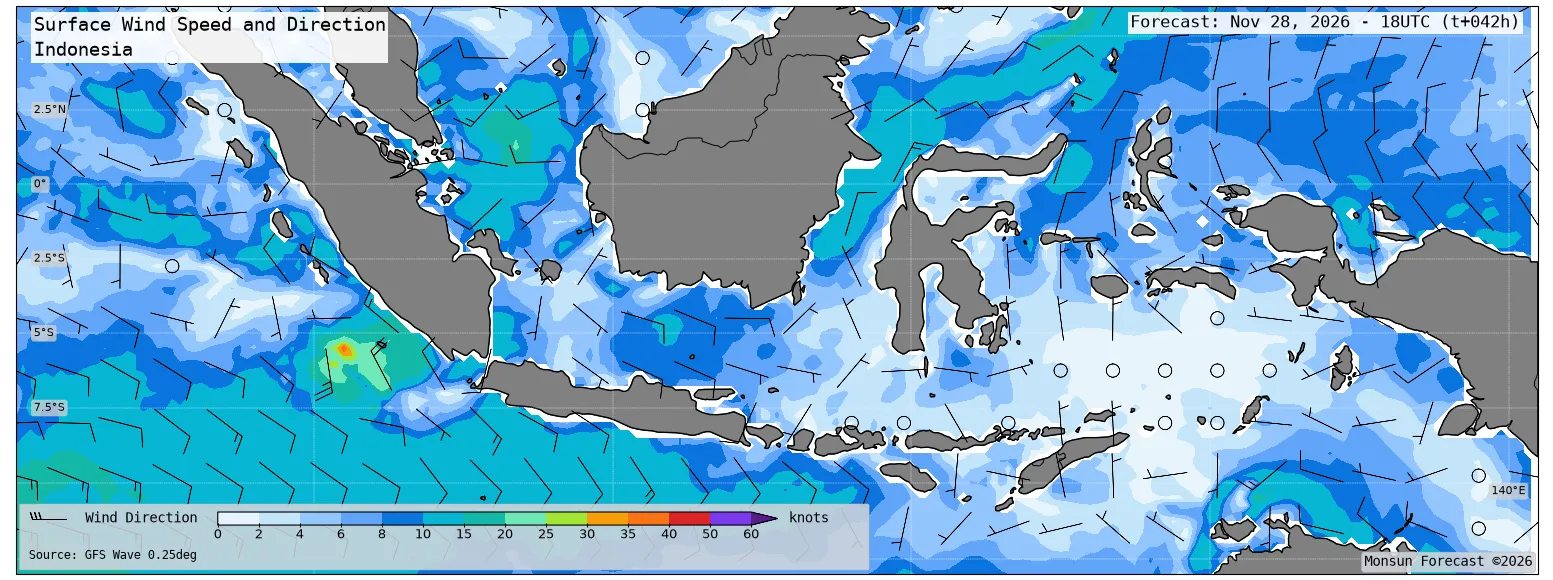 Surface Wind Speed and Direction
Indonesia
Forecast: Nov 28, 2026 - 18UTC (t+042h)
2.5°N
0°
2.5°S
5°S
7.5°S
140°E
Wind Direction
0 2 4 6 8 10 15 20 25 30 35 40 50 60
knots
Source: GFS Wave 0.25deg
Monsun Forecast ©2026